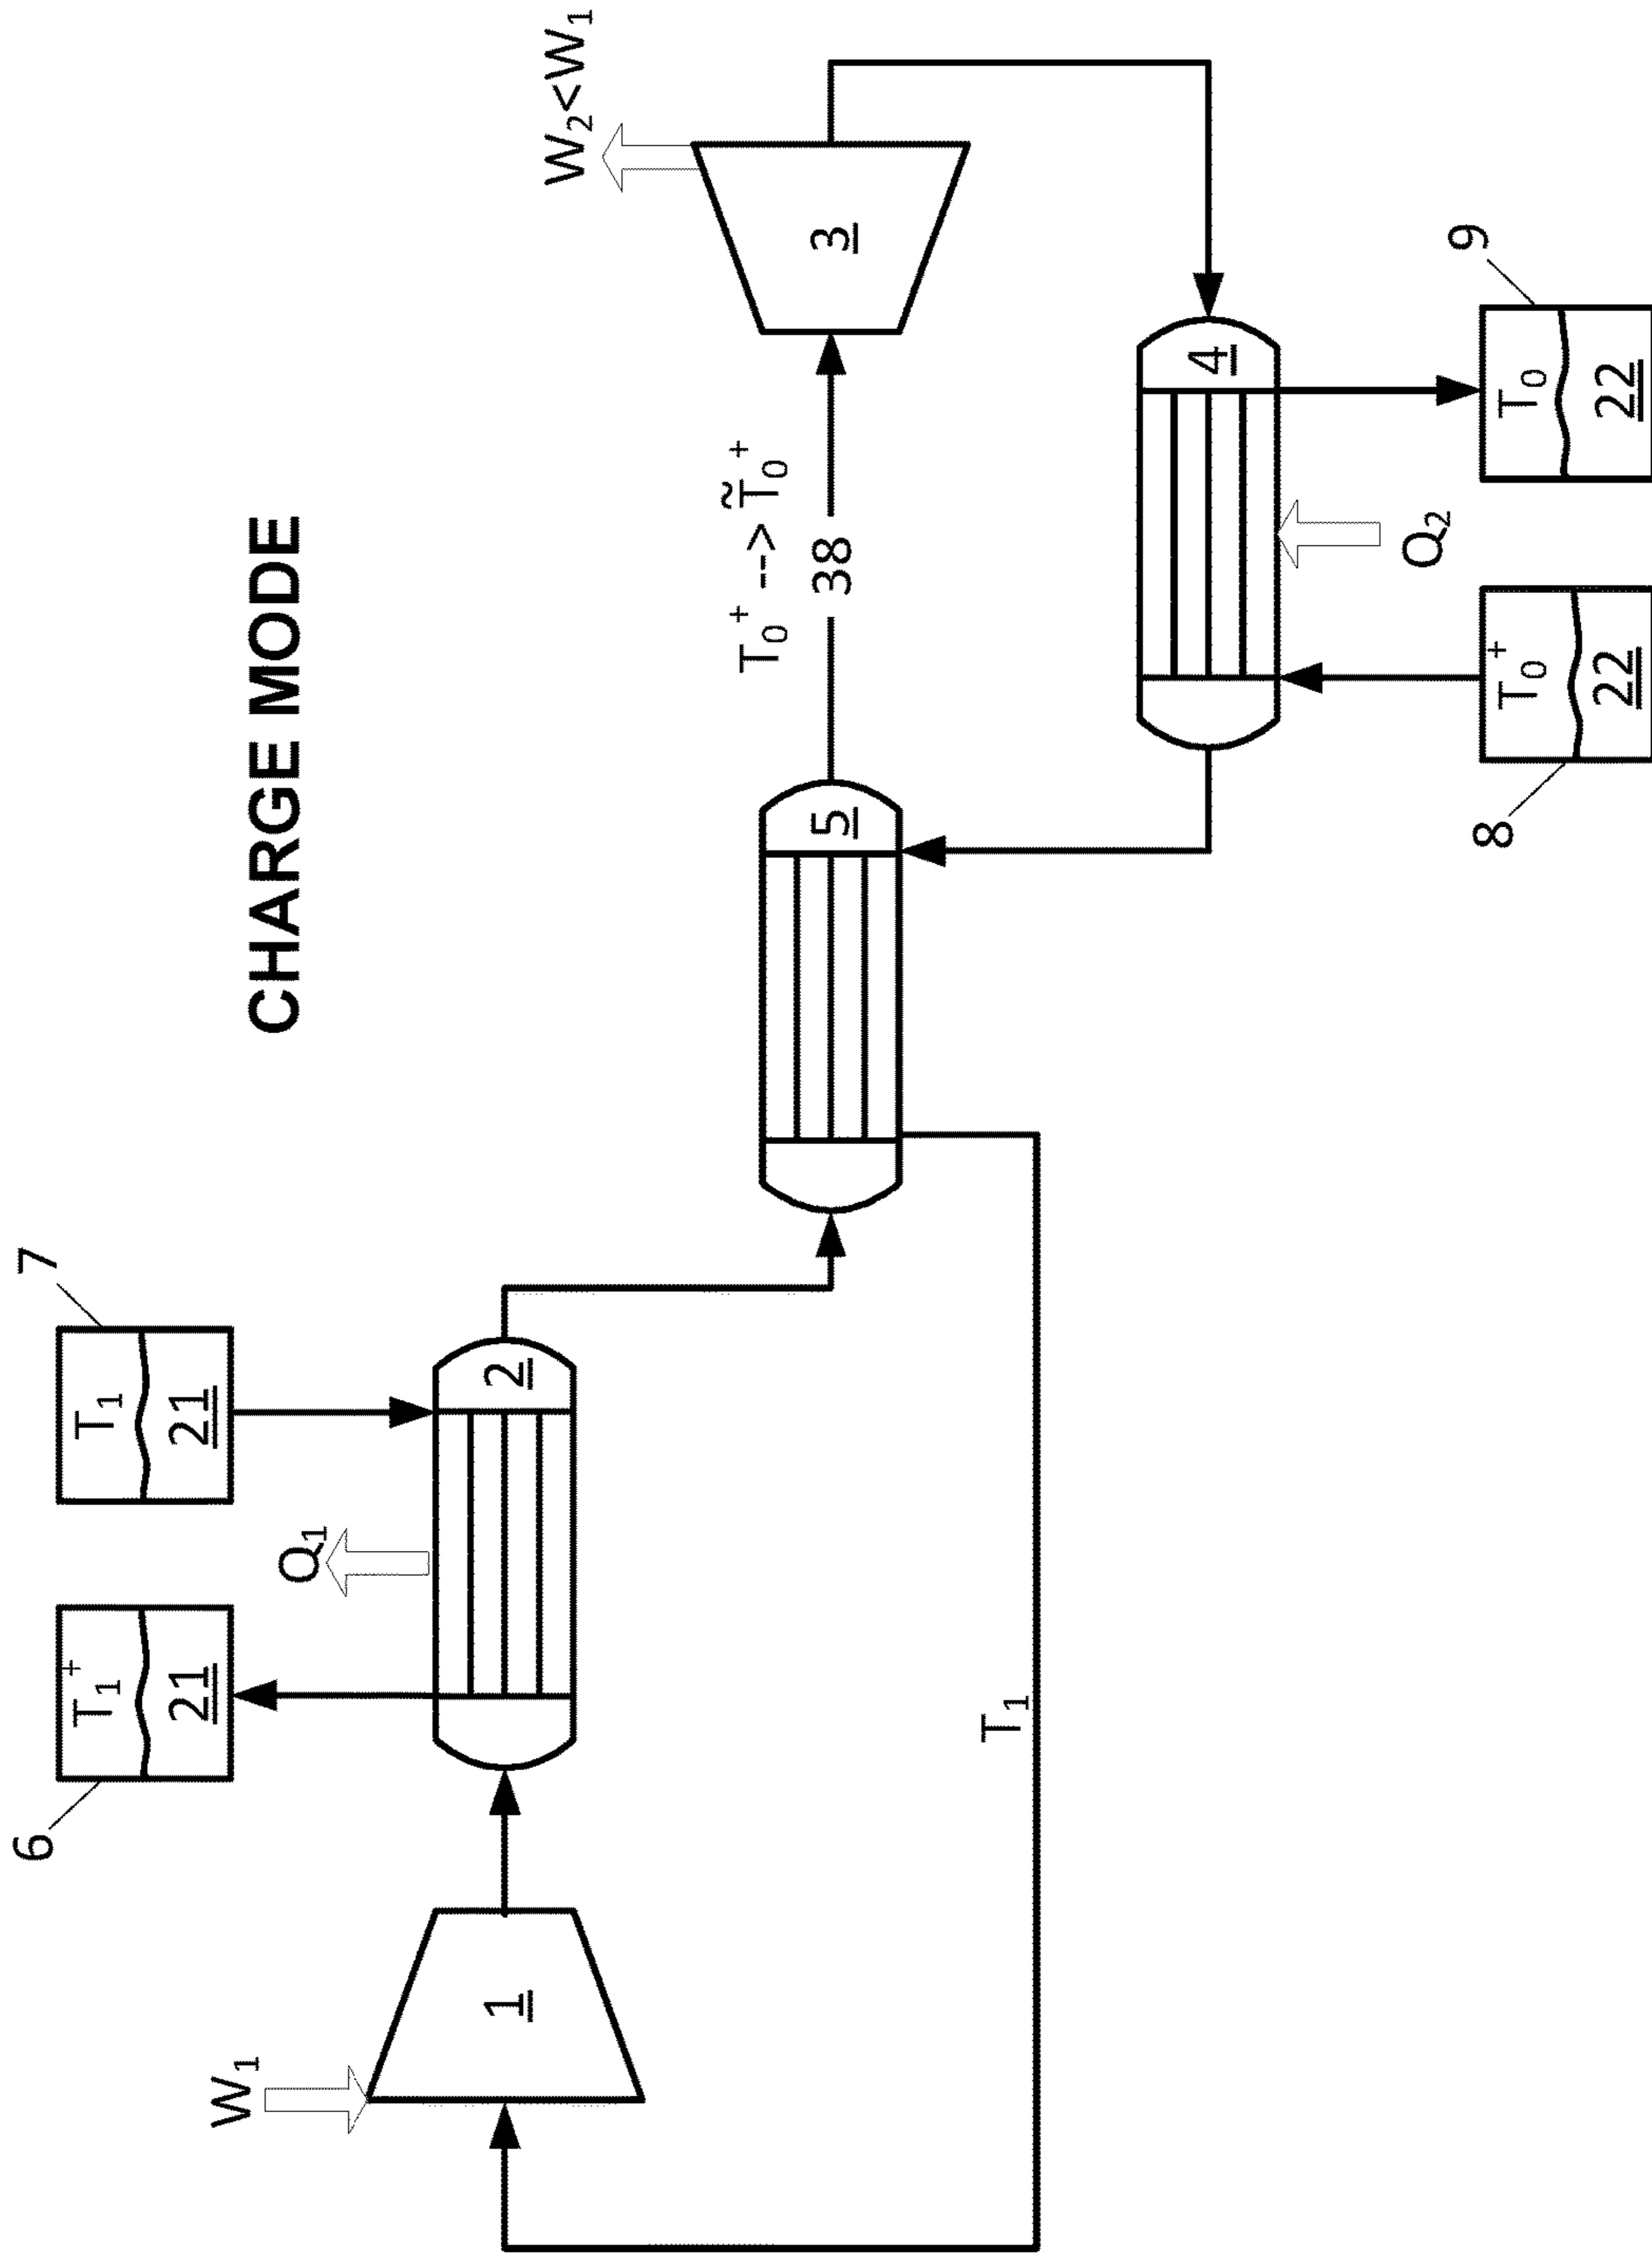 CHARGE MODE
6
7
T₁⁺
21
T₁
21
Q₁
W₁
1
2
T₁
5
T₀⁺ --> T̃₀⁺
38
W₂<W₁
3
4
Q₂
T₀⁺
22
T₀
22
8
9